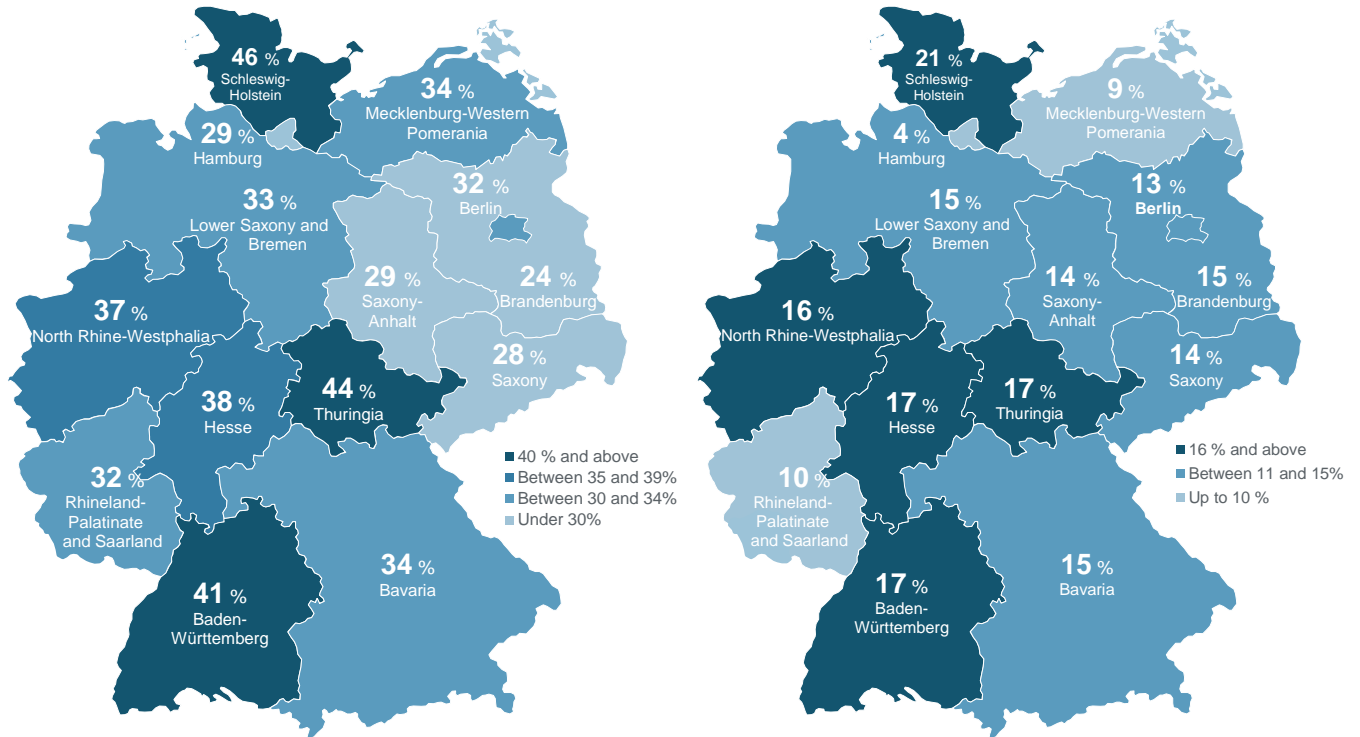 46 %
Schleswig-
Holstein
34 %
Mecklenburg-Western
Pomerania
29 %
Hamburg
32 %
Berlin
33 %
Lower Saxony and
Bremen
29 %
Saxony-
Anhalt
24 %
Brandenburg
37 %
North Rhine-Westphalia
28 %
Saxony
44 %
Thuringia
38 %
Hesse
32 %
Rhineland-
Palatinate
and Saarland
34 %
Bavaria
41 %
Baden-
Württemberg
40 % and above
Between 35 and 39%
Between 30 and 34%
Under 30%
21 %
Schleswig-
Holstein
9 %
Mecklenburg-Western
Pomerania
4 %
Hamburg
13 %
Berlin
15 %
Lower Saxony and
Bremen
14 %
Saxony-
Anhalt
15 %
Brandenburg
16 %
North Rhine-Westphalia
14 %
Saxony
17 %
Thuringia
17 %
Hesse
10 %
Rhineland-
Palatinate
and Saarland
15 %
Bavaria
17 %
Baden-
Württemberg
16 % and above
Between 11 and 15%
Up to 10 %